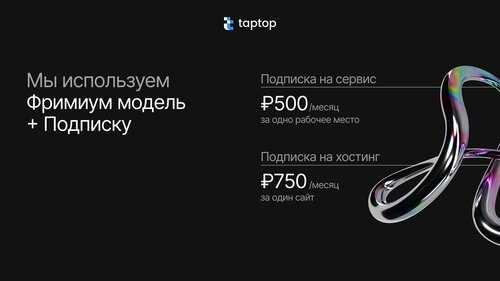 taptop
Мы используем
Фримиум модель
+ Подписку
Подписка на сервис
₽500 /месяц
за одно рабочее место
Подписка на хостинг
₽750 /месяц
за один сайт